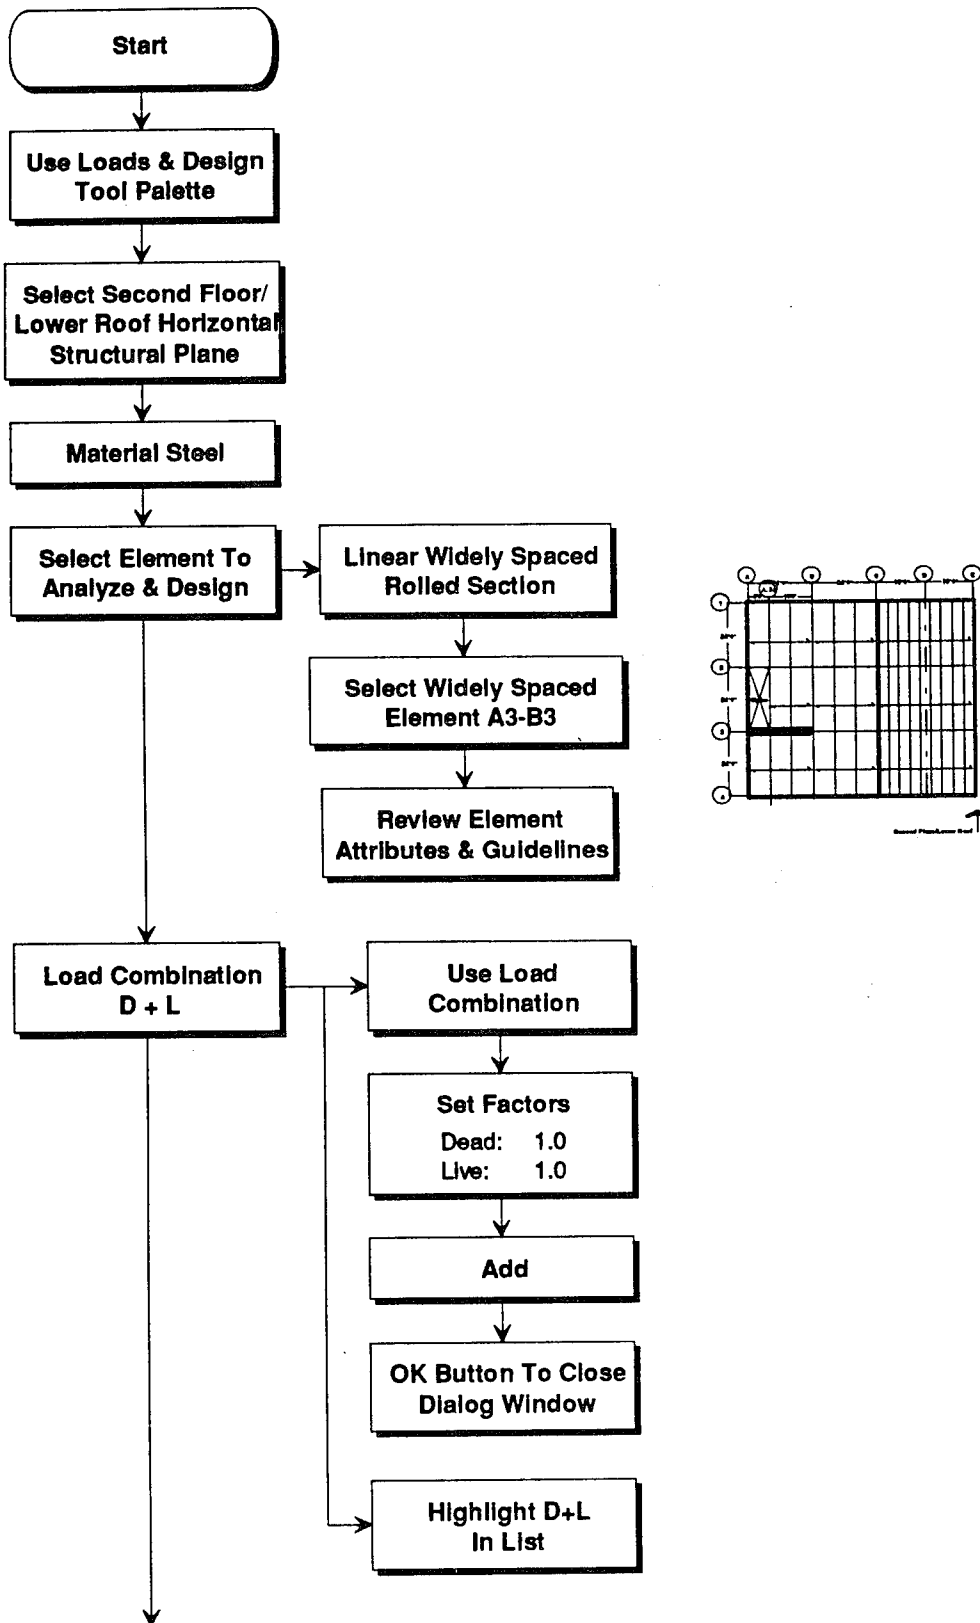 Start
Use Loads & Design
Tool Palette
Select Second Floor/
Lower Roof Horizontal
Structural Plane
Material Steel
Select Element To
Analyze & Design
Linear Widely Spaced
Rolled Section
Select Widely Spaced
Element A3-B3
Review Element
Attributes & Guidelines
Load Combination
D + L
Use Load
Combination
Set Factors
Dead: 1.0
Live: 1.0
Add
OK Button To Close
Dialog Window
Highlight D+L
In List